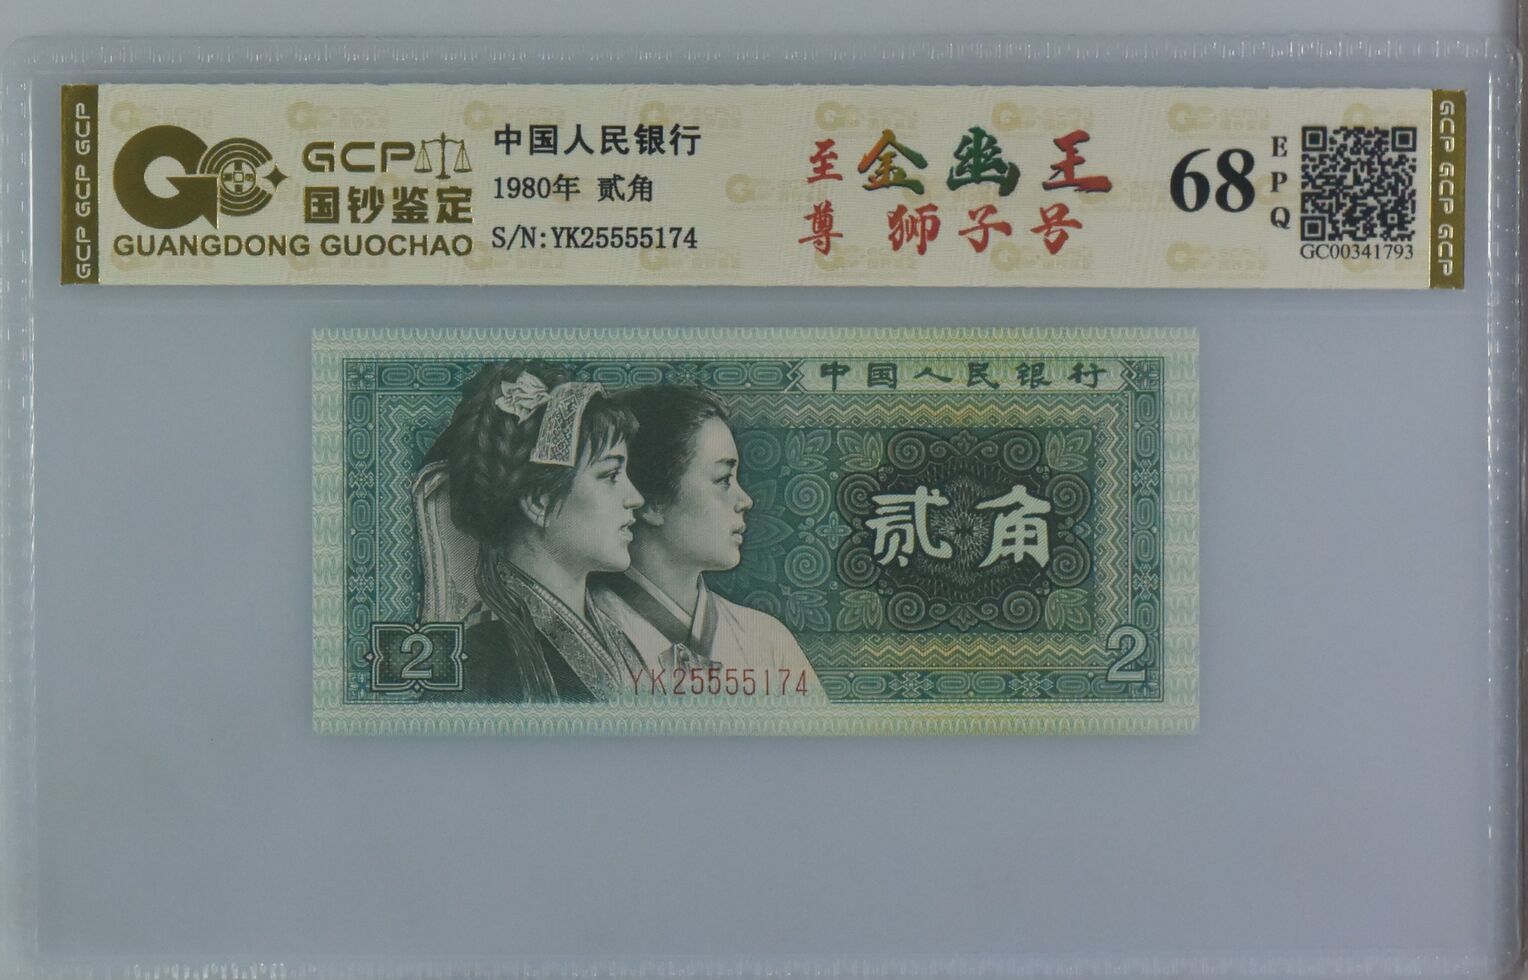 GCP GCP GCP
GCP
国钞鉴定
GUANGDONG GUOCHAO
中国人民银行
1980年 贰角
S/N:YK25555174
至尊
金幽王
狮子号
68
EPQ
GC00341793
GCP GCP GCP
中国人民银行
贰角
2
2
YK25555174